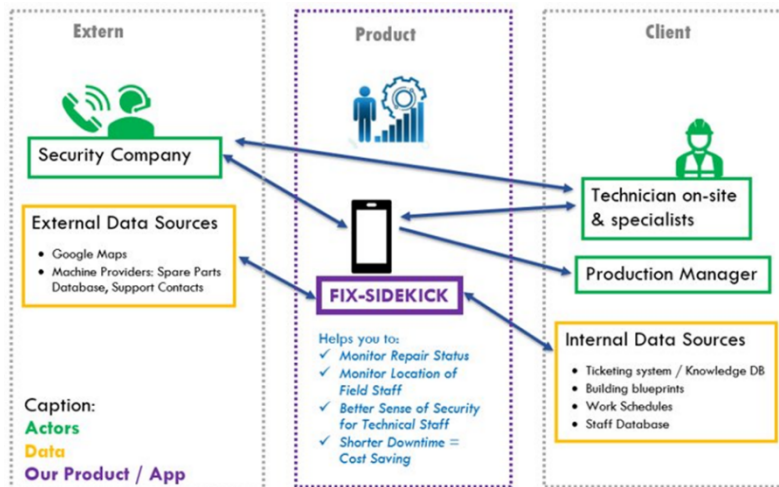 Extern
Security Company
External Data Sources
Google Maps
Machine Providers: Spare Parts
Database, Support Contacts
Caption:
Actors
Data
Our Product / App
Product
FIX-SIDEKICK
Helps you to:
✓ Monitor Repair Status
✓ Monitor Location of
Field Staff
✓ Better Sense of Security
for Technical Staff
✓ Shorter Downtime =
Cost Saving
Client
Technician on-site
& specialists
Production Manager
Internal Data Sources
Ticketing system / Knowledge DB
Building blueprints
Work Schedules
Staff Database